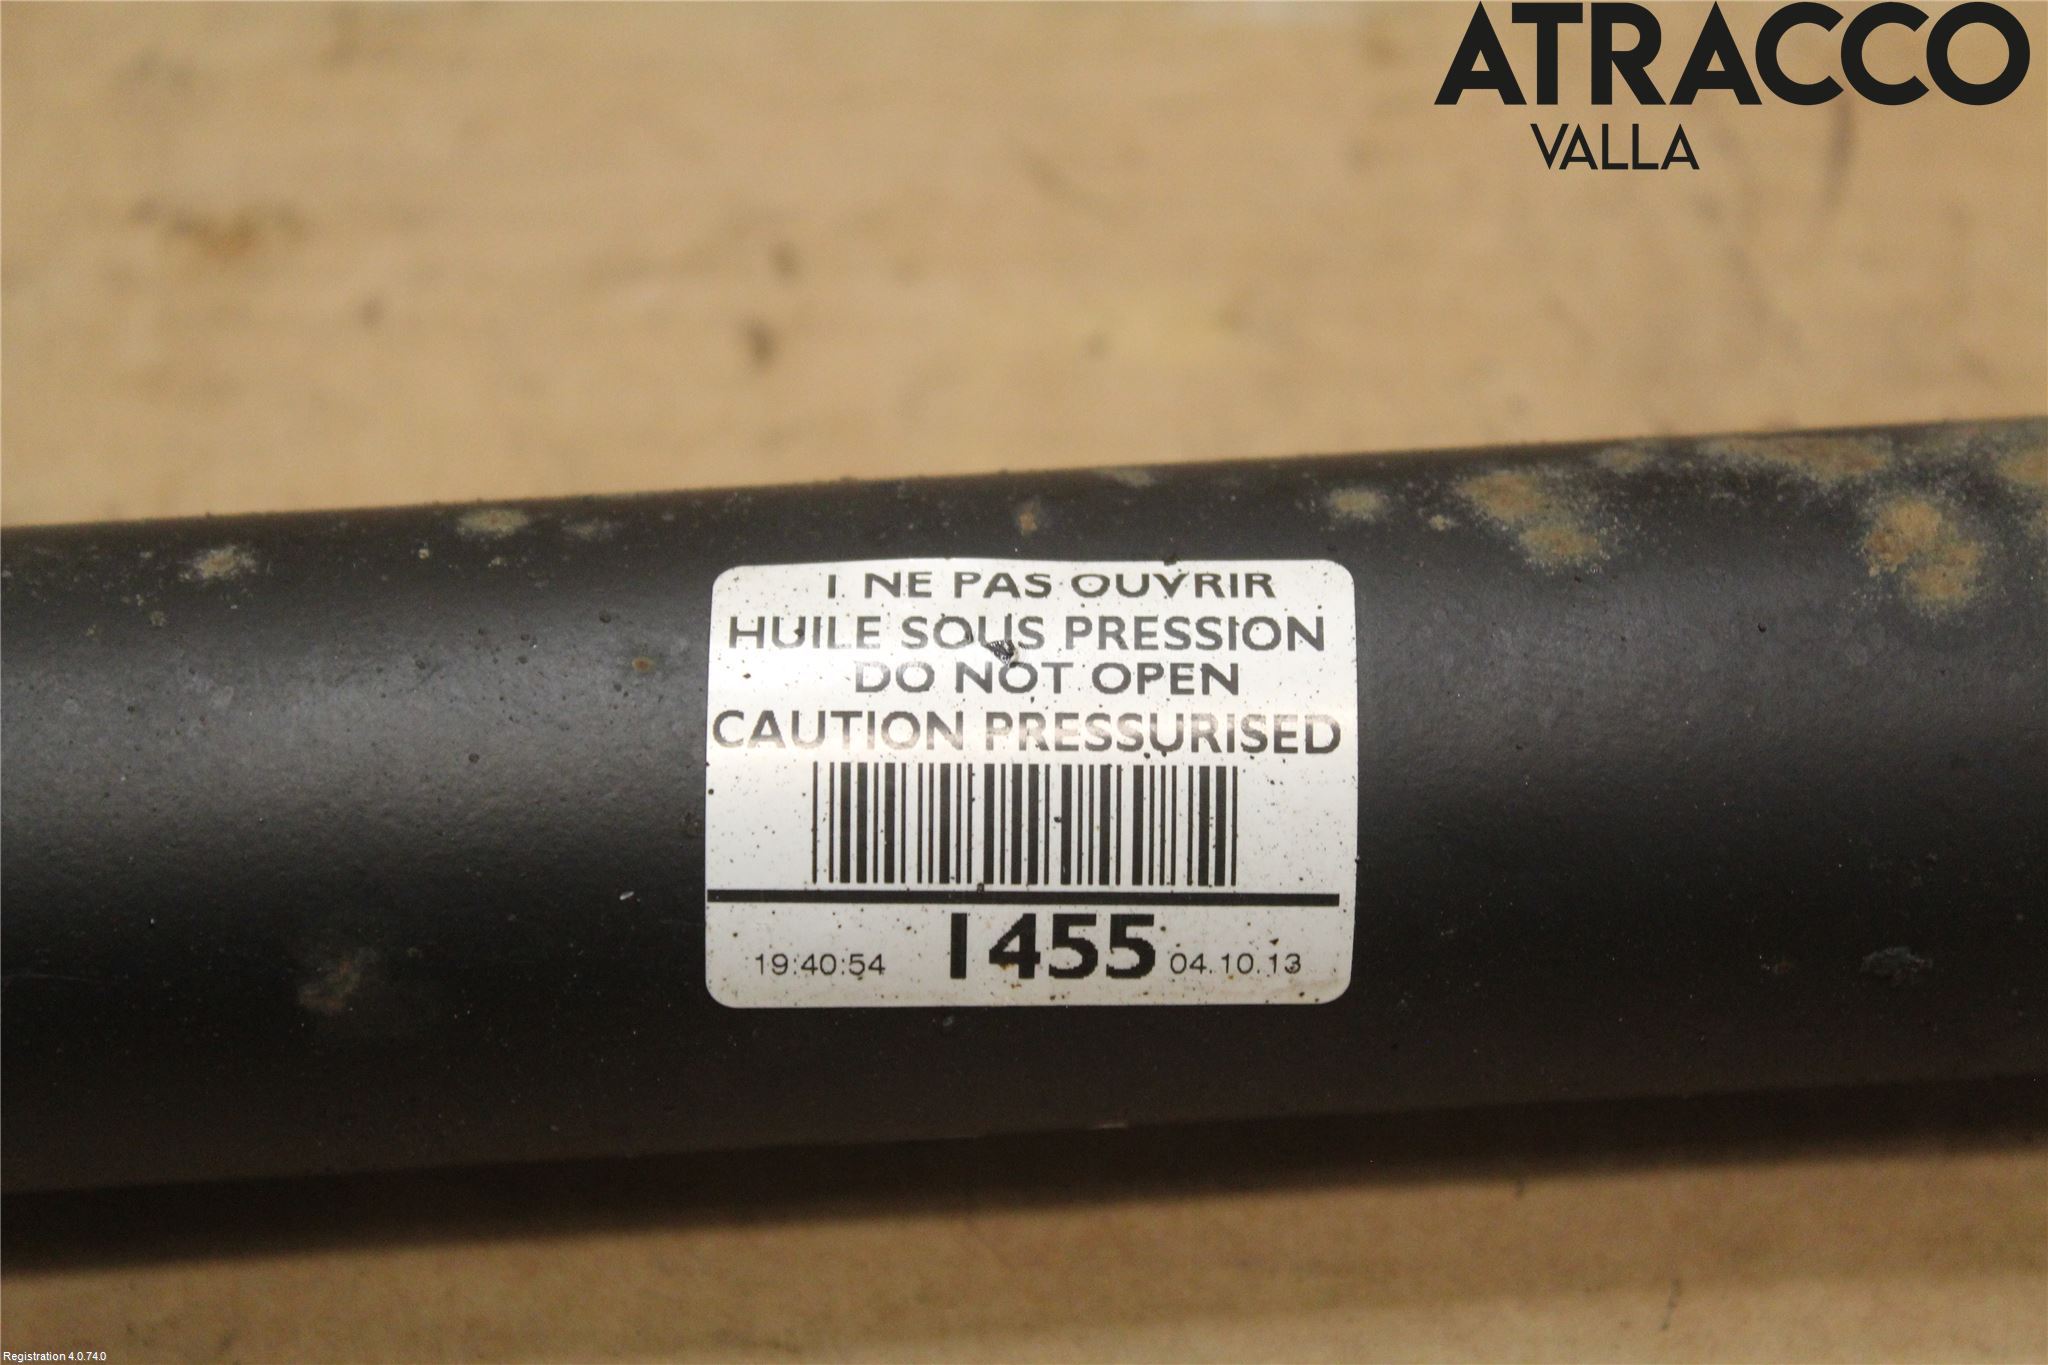 ATRACCO
VALLA
1 NE PAS OUVRIR
HUILE SOUS PRESSION
DO NOT OPEN
CAUTION PRESSURISED
19:40:54 1455 04.10.13
Registration 4.0.74.0